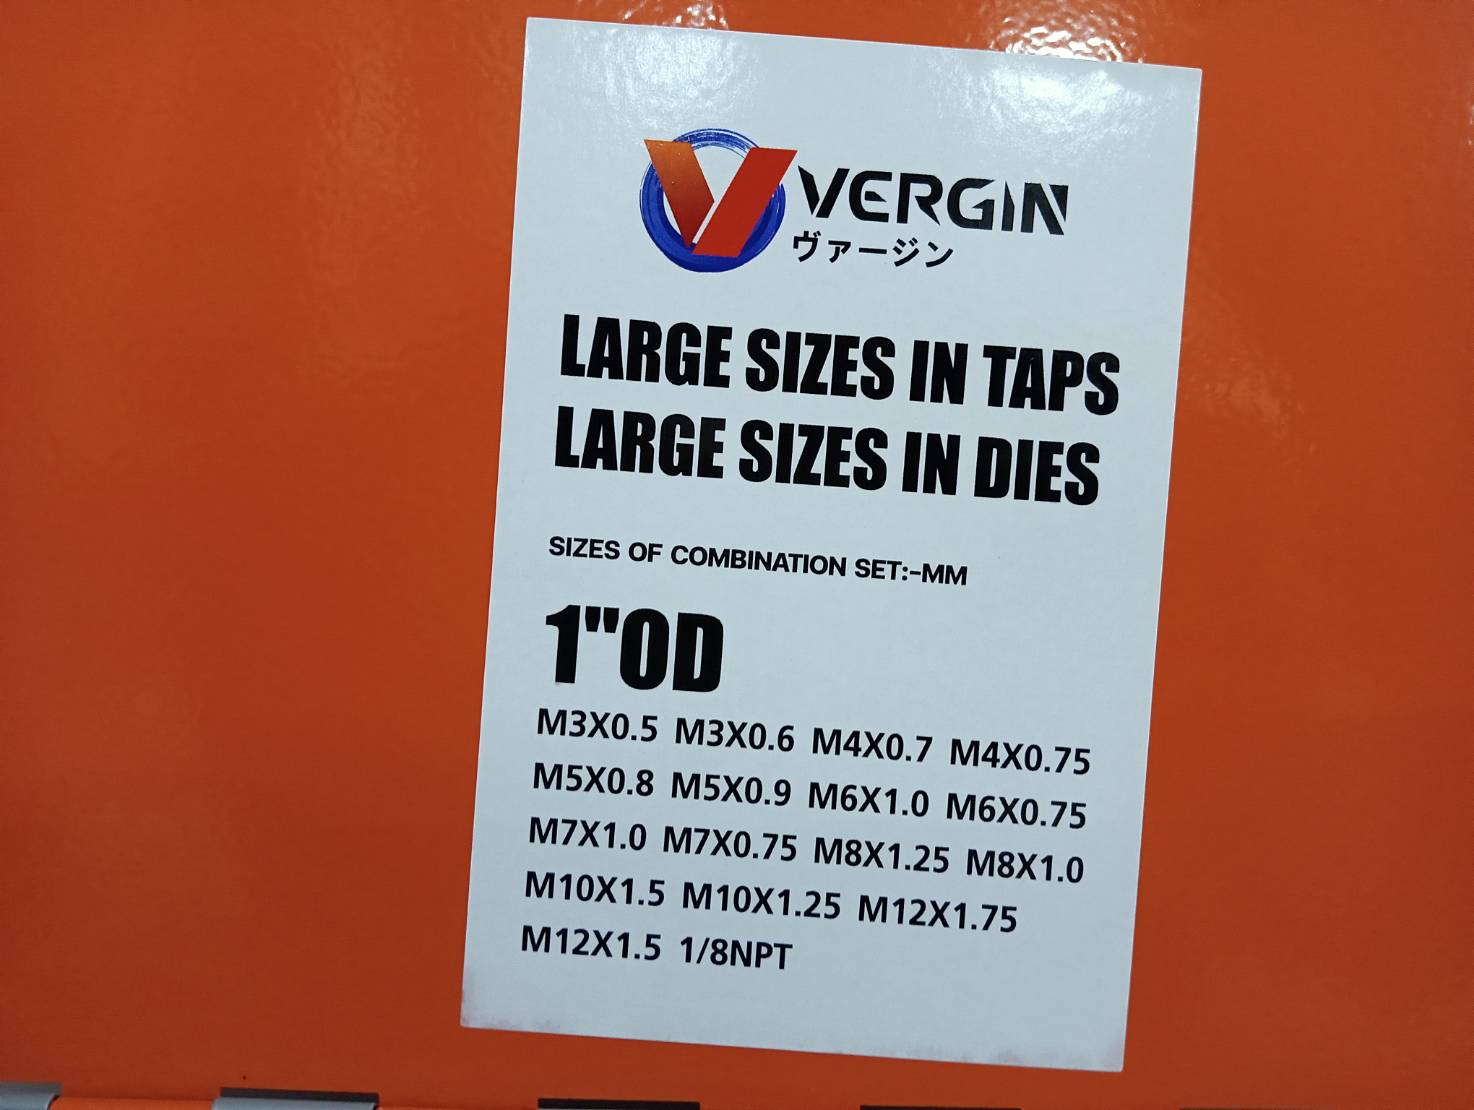 VERGIN
ヴァージン
LARGE SIZES IN TAPS
LARGE SIZES IN DIES
SIZES OF COMBINATION SET:-MM
1"OD
M3X0.5 M3X0.6 M4X0.7 M4X0.75
M5X0.8 M5X0.9 M6X1.0 M6X0.75
M7X1.0 M7X0.75 M8X1.25 M8X1.0
M10X1.5 M10X1.25 M12X1.75
M12X1.5 1/8NPT